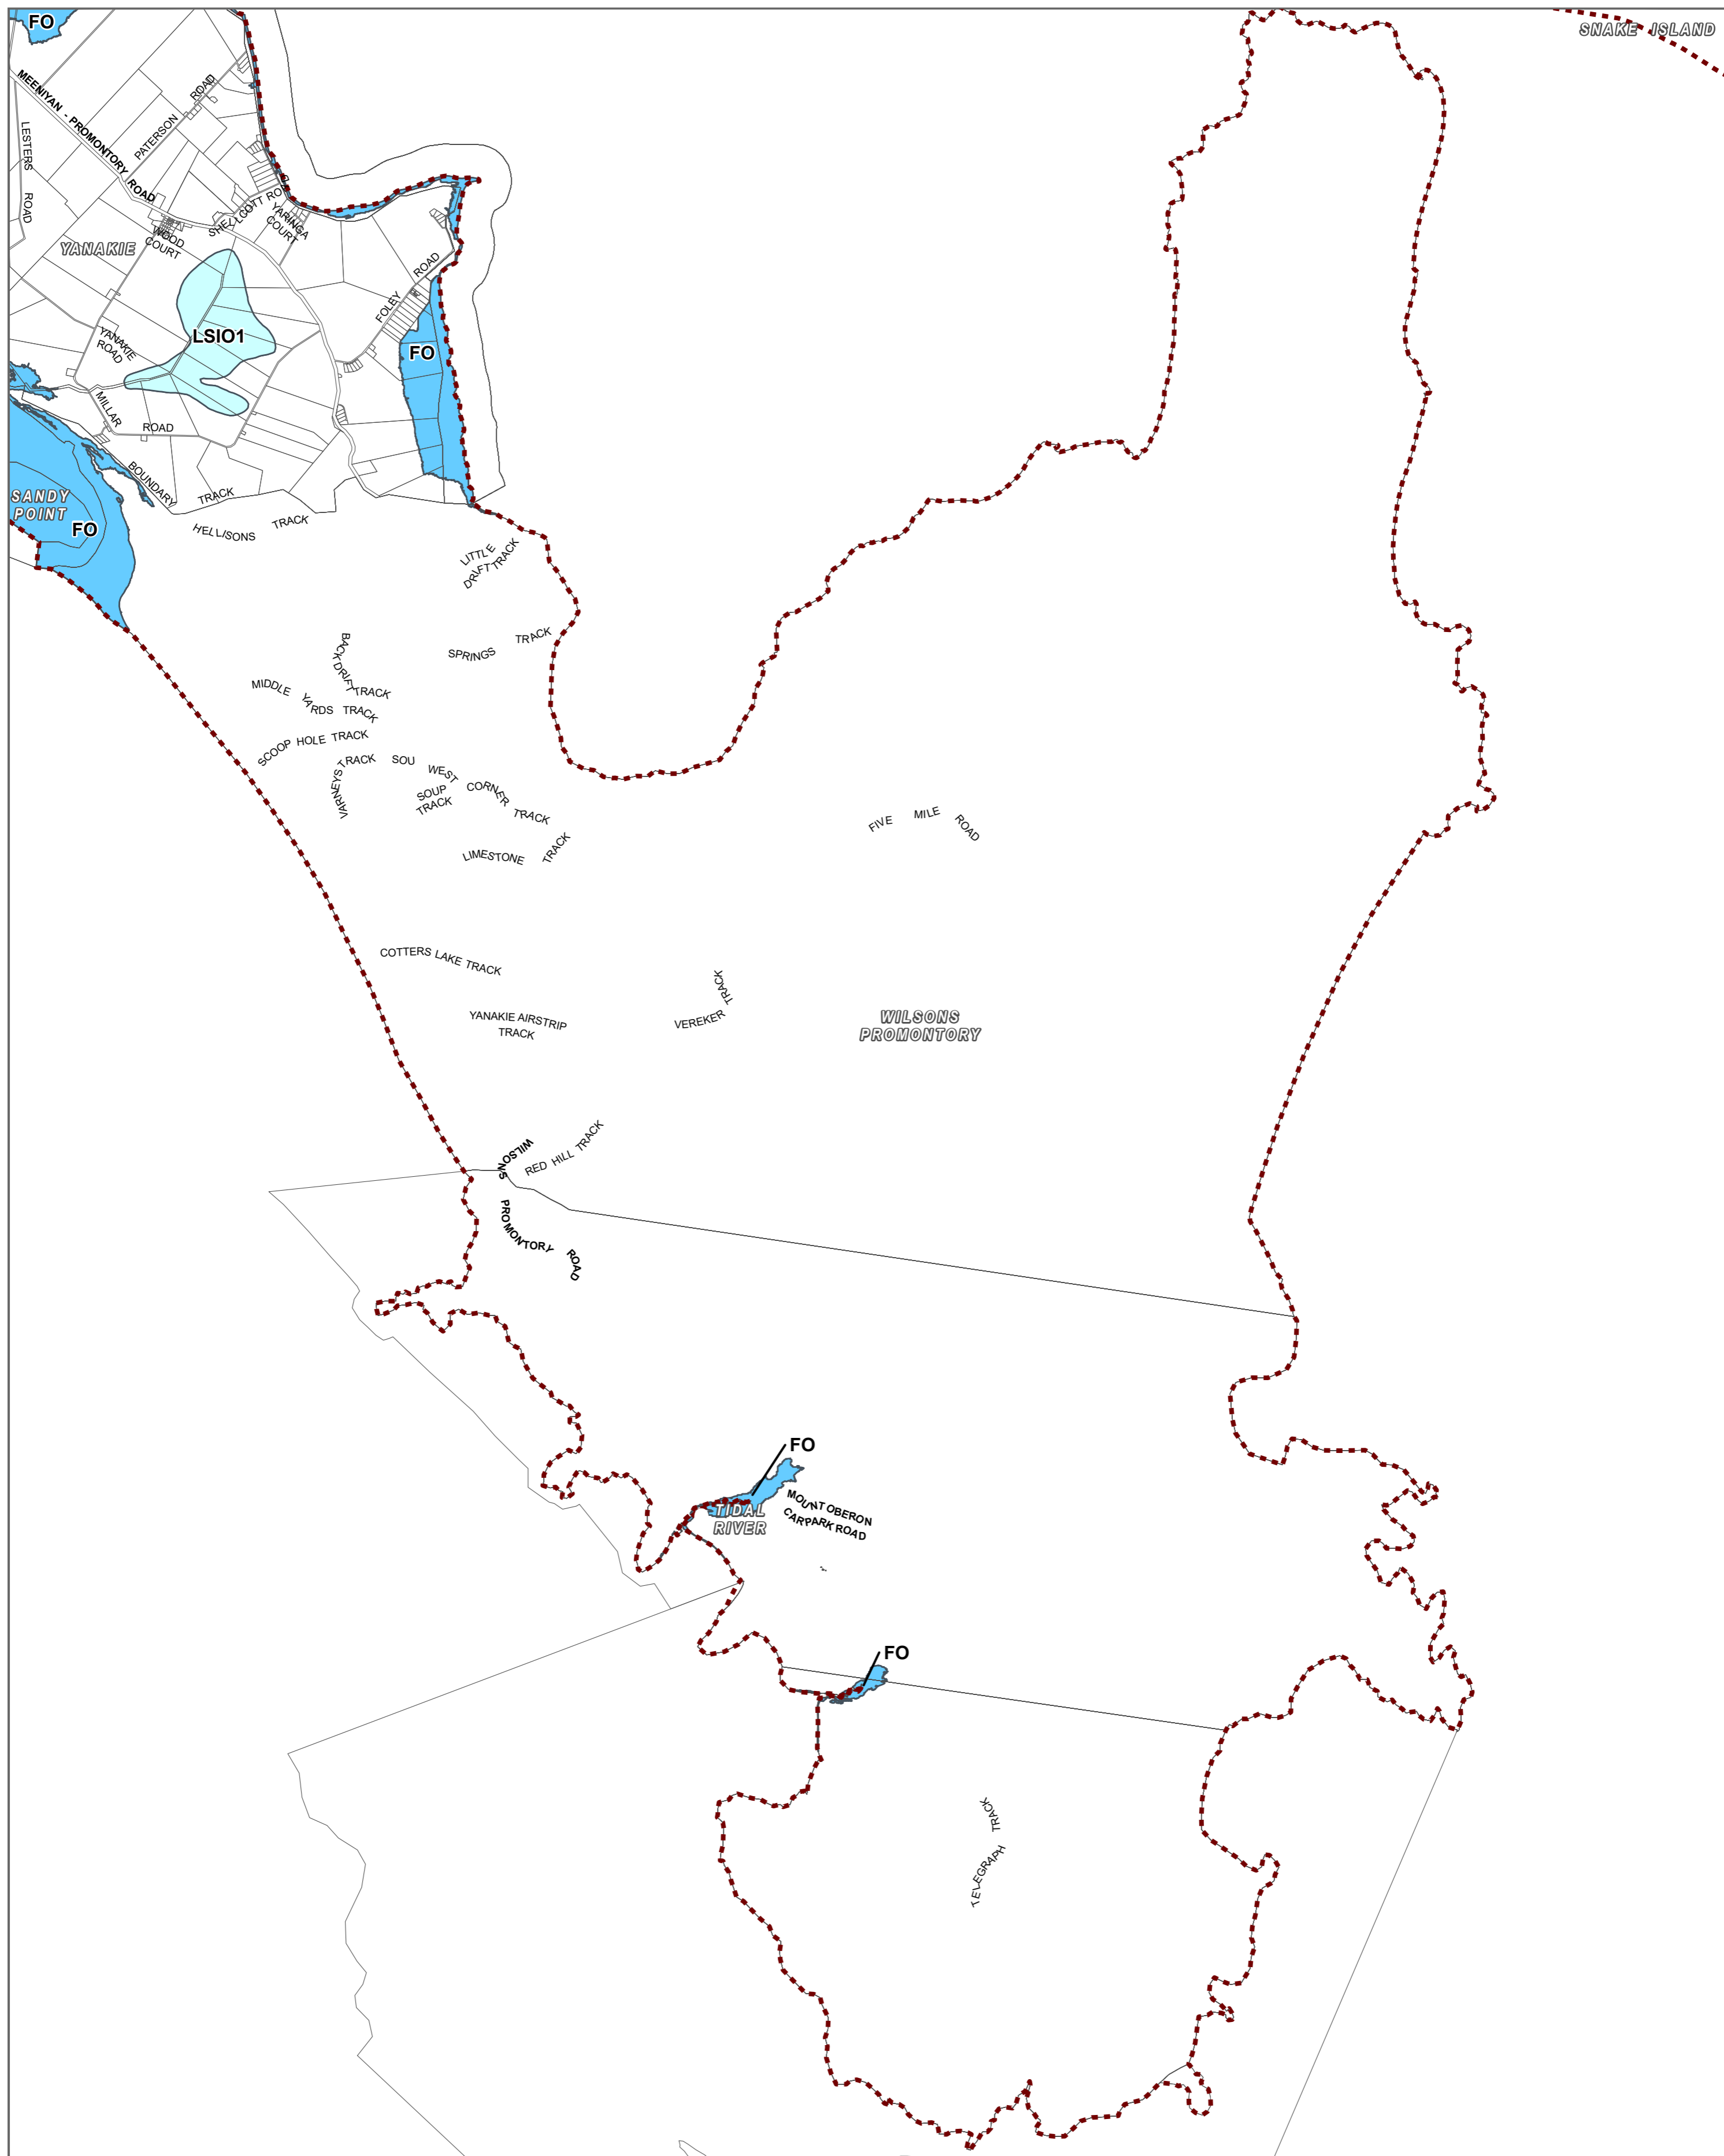 FO
SNAKE ISLAND
MEENIYAN - PROMONTORY ROAD
PATERSON ROAD
LESTERS ROAD
SHELLCOTT ROAD
YARINGA
COURT
WOOD
COURT
YANAKIE
FOLEY ROAD
LSIO1
YANAKIE
ROAD
FO
MILLAR ROAD
BOUNDARY TRACK
SANDY
POINT
FO
HELLISONS TRACK
LITTLE
DRIFT TRACK
BACK DRIFT TRACK
SPRINGS TRACK
MIDDLE YARDS TRACK
SCOOP HOLE TRACK
VARNEYS TRACK
SOU WEST CORNER TRACK
SOUP
TRACK
FIVE MILE ROAD
LIMESTONE TRACK
COTTERS LAKE TRACK
VEREKER TRACK
YANAKIE AIRSTRIP
TRACK
WILSONS
PROMONTORY
WILSONS PROMONTORY ROAD
RED HILL TRACK
FO
TIDAL
RIVER
MOUNT OBERON
CARPARK ROAD
FO
TELEGRAPH TRACK